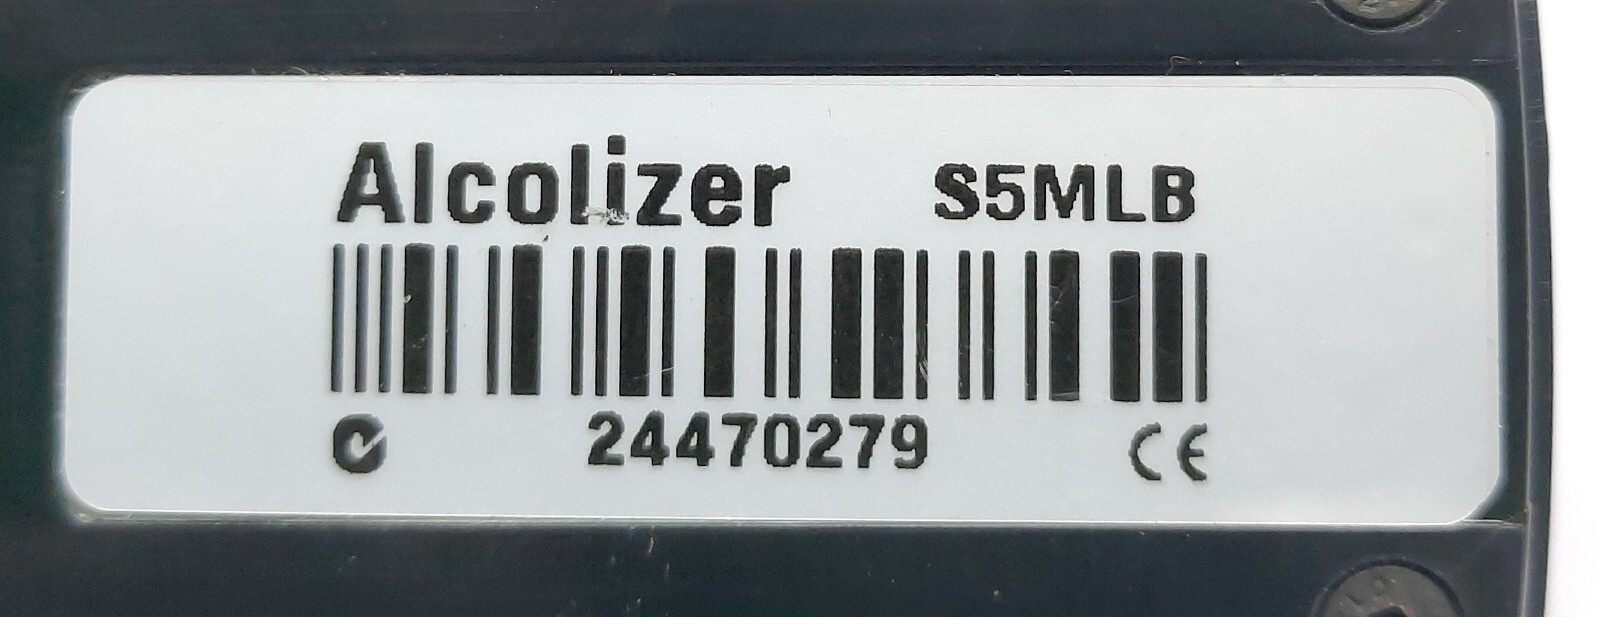 Alcolizer S5MLB
24470279 CE